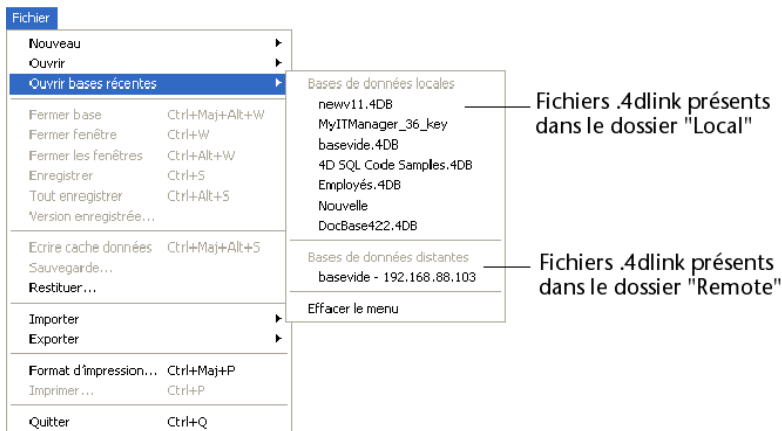 Fichier
Nouveau
Ouvrir
Ouvrir bases récentes
Fermer base Ctrl+Maj+Alt+W
Fermer fenêtre Ctrl+W
Fermer les fenêtres Ctrl+Alt+W
Enregistrer Ctrl+S
Tout enregistrer Ctrl+Alt+S
Version enregistrée...
Ecrire cache données Ctrl+Maj+Alt+S
Sauvegarde...
Restituer...
Importer
Exporter
Format d'impression... Ctrl+Maj+P
Imprimer... Ctrl+P
Quitter Ctrl+Q
Bases de données locales
newv11.4DB
MyITManager_36_key
basevide.4DB
4D SQL Code Samples.4DB
Employés.4DB
Nouvelle
DocBase422.4DB
Bases de données distantes
basevide - 192.168.88.103
Effacer le menu
Fichiers .4dlink présents
dans le dossier "Local"
Fichiers .4dlink présents
dans le dossier "Remote"